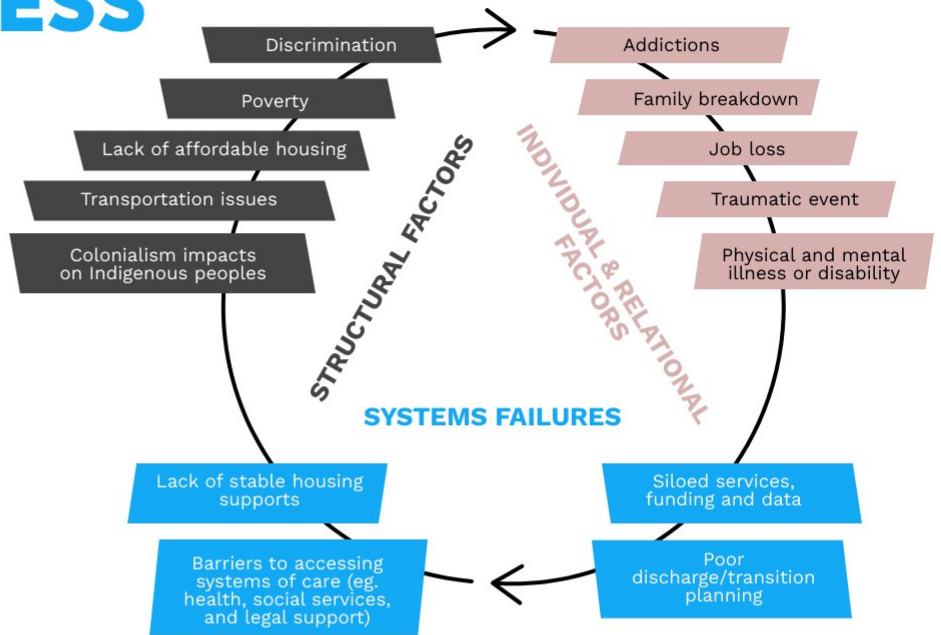 ESS
Discrimination
Poverty
Lack of affordable housing
Transportation issues
Colonialism impacts
on Indigenous peoples
STRUCTURAL FACTORS
Addictions
Family breakdown
Job loss
Traumatic event
Physical and mental
illness or disability
INDIVIDUAL & RELATIONAL
FACTORS
SYSTEMS FAILURES
Lack of stable housing
supports
Barriers to accessing
systems of care (eg.
health, social services,
and legal support)
Siloed services,
funding and data
Poor
discharge/transition
planning